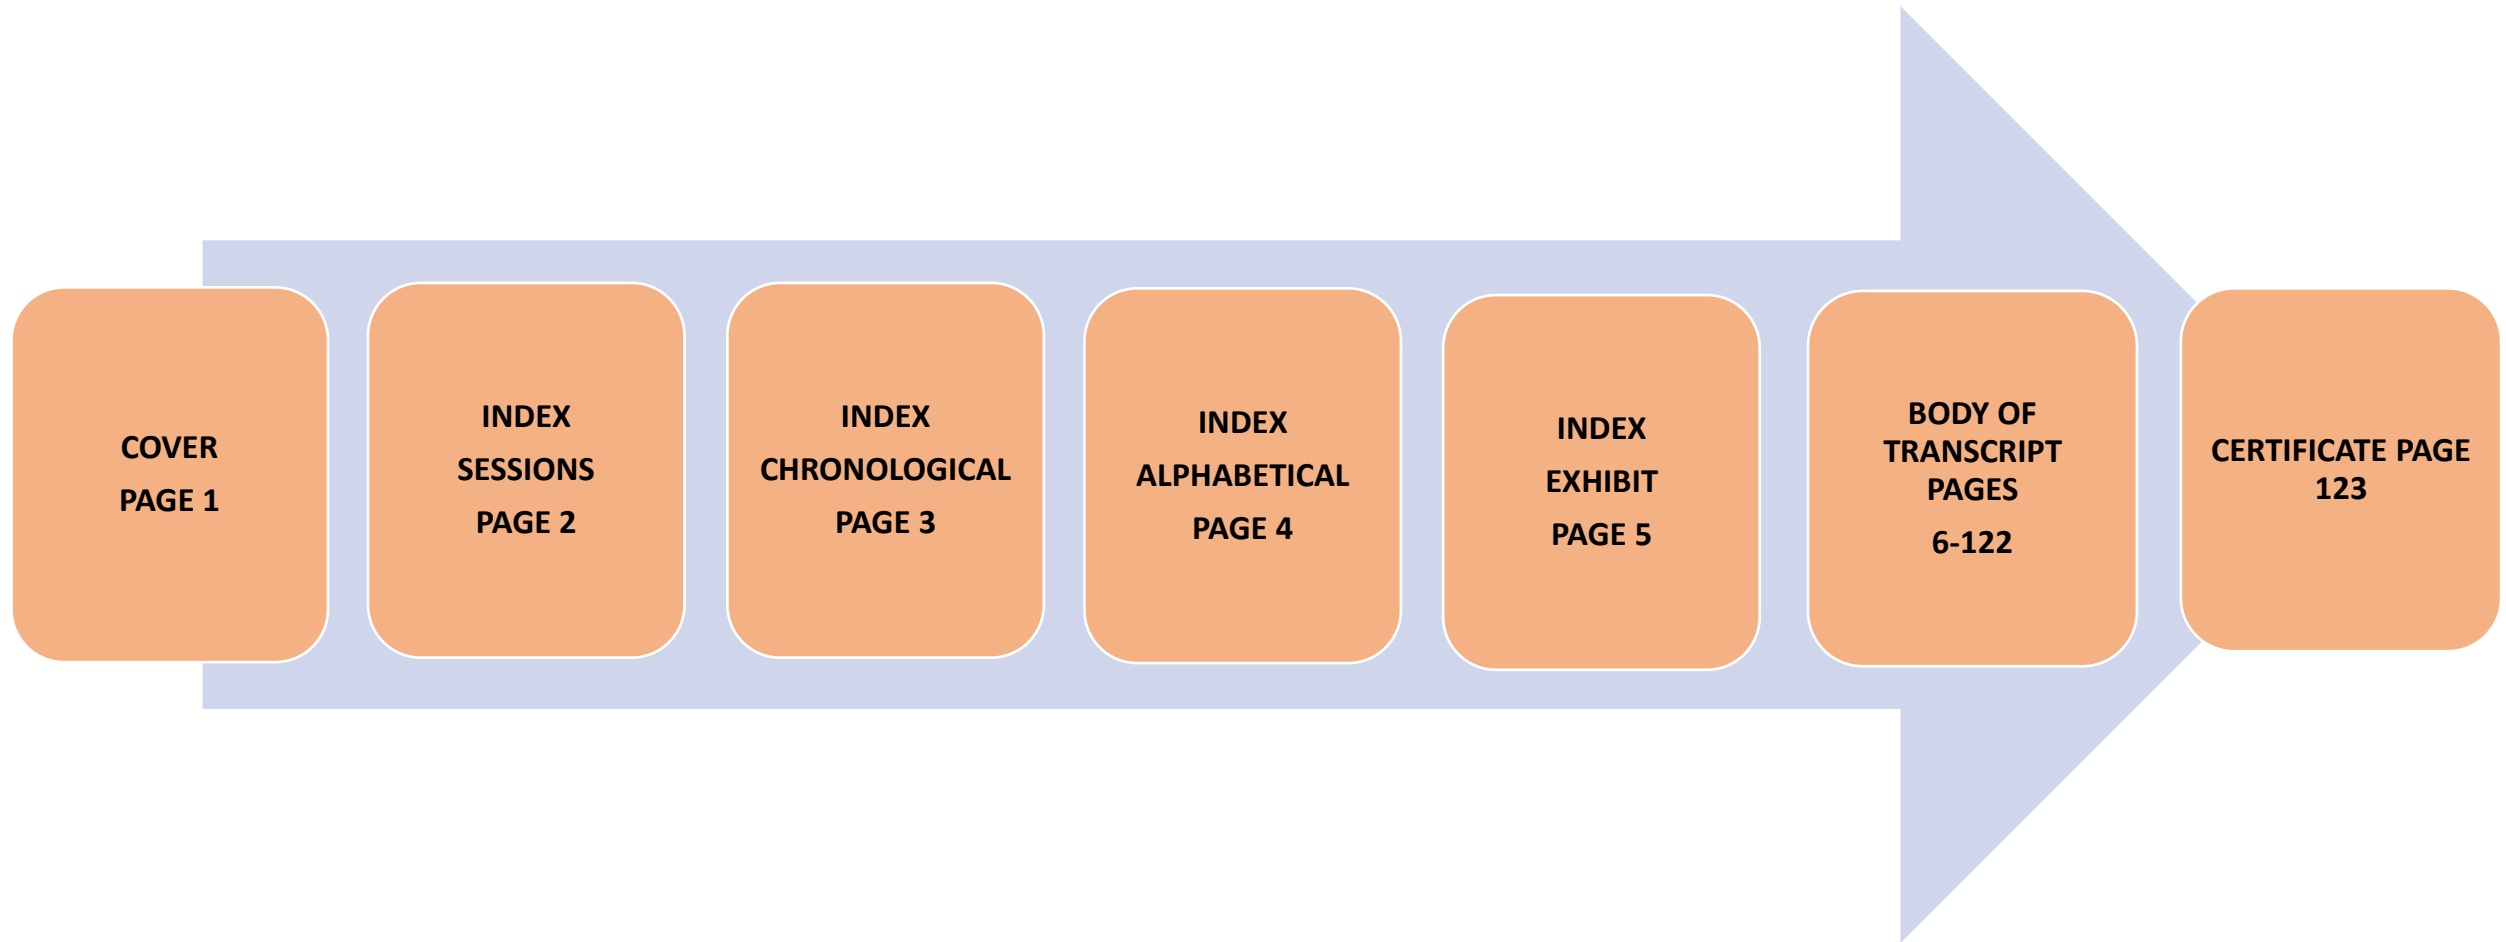 COVER
PAGE 1
INDEX
SESSIONS
PAGE 2
INDEX
CHRONOLOGICAL
PAGE 3
INDEX
ALPHABETICAL
PAGE 4
INDEX
EXHIBIT
PAGE 5
BODY OF
TRANSCRIPT
PAGES
6-122
CERTIFICATE PAGE
123